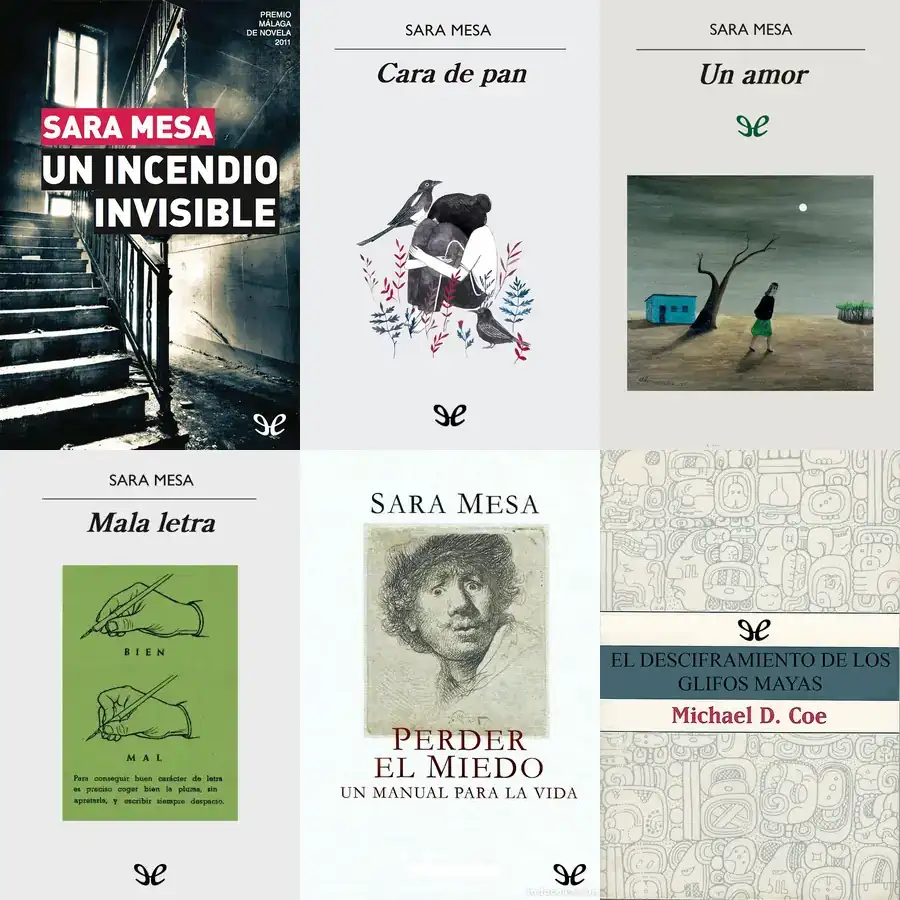 PREMIO
MÁLAGA
DE NOVELA
2011
SARA MESA
UN INCENDIO
INVISIBLE
SARA MESA
Cara de pan
SARA MESA
Un amor
SARA MESA
Mala letra
BIEN
MAL
Para conseguir buen carácter de letra
es preciso coger bien la pluma, sin
apretarla, y escribir siempre despacio.
SARA MESA
PERDER
EL MIEDO
UN MANUAL PARA LA VIDA
EL DESCIFRAMIENTO DE LOS
GLIFOS MAYAS
Michael D. Coe